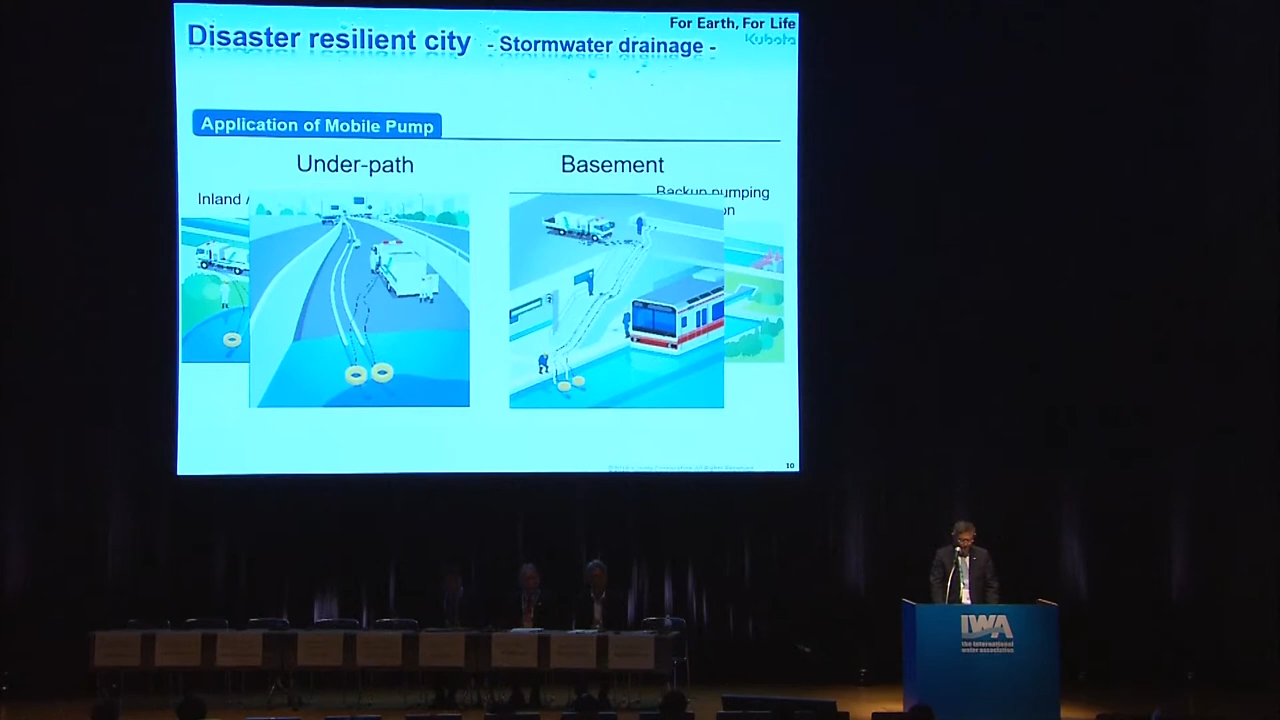 For Earth, For Life
Kubota
Disaster resilient city - Stormwater drainage -
Application of Mobile Pump
Under-path
Basement
Inland
Backup pumping
10
IWA
the international
water association